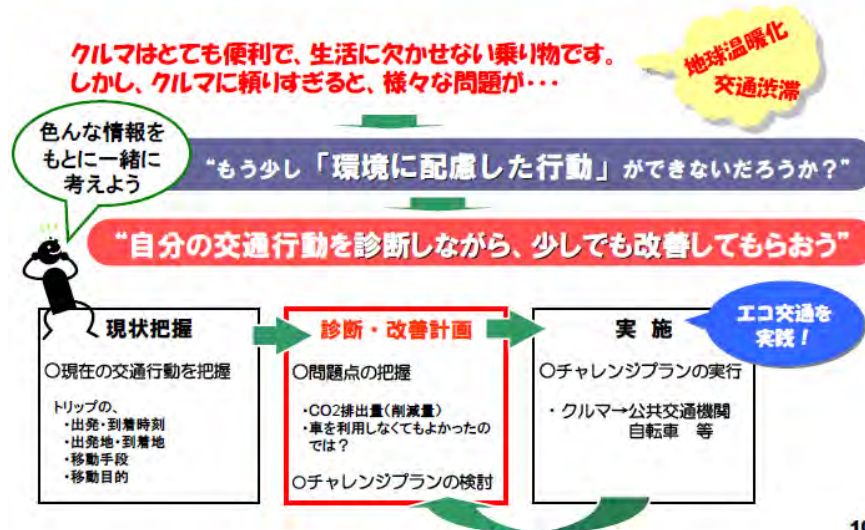 クルマはとても便利で、生活に欠かせない乗り物です。
しかし、クルマに頼りすぎると、様々な問題が・・・
地球温暖化
交通渋滞
色んな情報を
もとに一緒に
考えよう
“もう少し「環境に配慮した行動」ができないだろうか？”
“自分の交通行動を診断しながら、少しでも改善してもらおう”
現状把握
○現在の交通行動を把握
トリップの、
・出発・到着時刻
・出発地・到着地
・移動手段
・移動目的
診断・改善計画
○問題点の把握
・CO2排出量(削減量)
・車を利用しなくてもよかったの
では？
○チャレンジプランの検討
実 施
○チャレンジプランの実行
・クルマ→公共交通機関
自転車 等
エコ交通を
実践！